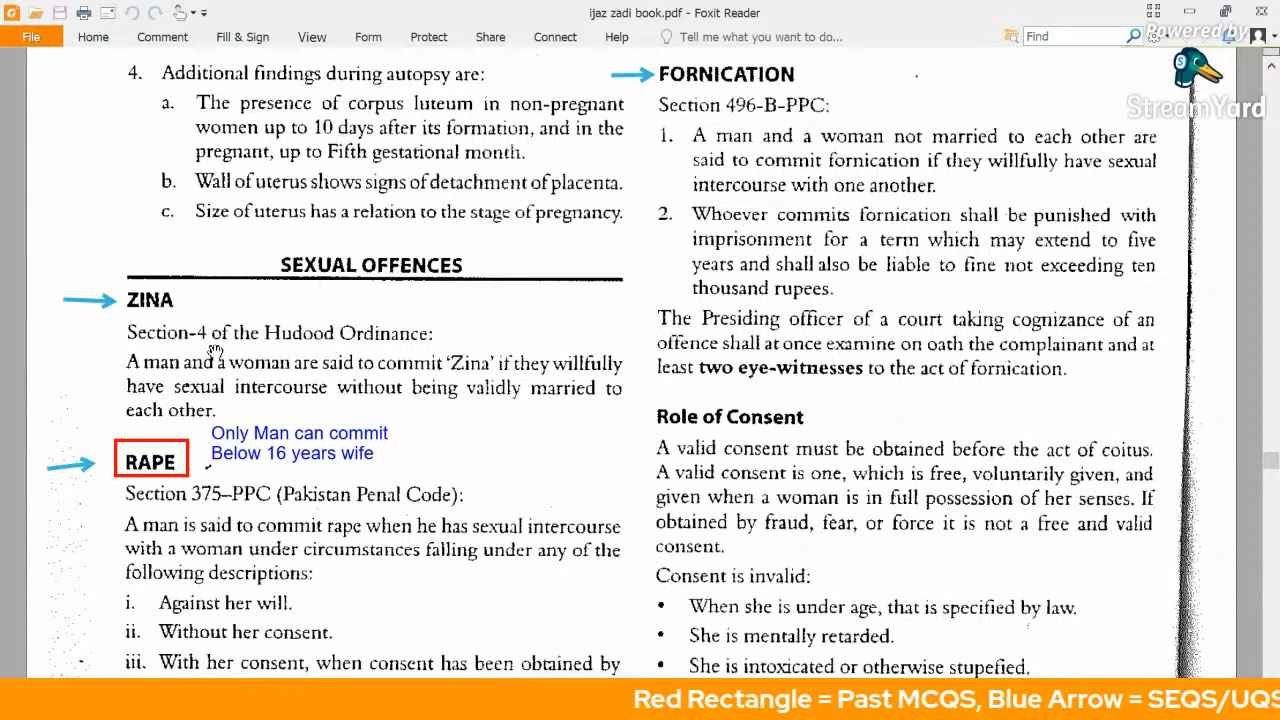 ijaz zadi book.pdf - Foxit Reader
File Home Comment Fill & Sign View Form Protect Share Connect Help Tell me what you want to do... Find
Powered by
StreamYard
4. Additional findings during autopsy are:
a. The presence of corpus luteum in non-pregnant
women up to 10 days after its formation, and in the
pregnant, up to Fifth gestational month.
b. Wall of uterus shows signs of detachment of placenta.
c. Size of uterus has a relation to the stage of pregnancy.
SEXUAL OFFENCES
ZINA
Section-4 of the Hudood Ordinance:
A man and a woman are said to commit ‘Zina’ if they willfully
have sexual intercourse without being validly married to
each other.
Only Man can commit
Below 16 years wife
RAPE
Section 375–PPC (Pakistan Penal Code):
A man is said to commit rape when he has sexual intercourse
with a woman under circumstances falling under any of the
following descriptions:
i. Against her will.
ii. Without her consent.
iii. With her consent, when consent has been obtained by
FORNICATION
Section 496-B-PPC:
1. A man and a woman not married to each other are
said to commit fornication if they willfully have sexual
intercourse with one another.
2. Whoever commits fornication shall be punished with
imprisonment for a term which may extend to five
years and shall also be liable to fine not exceeding ten
thousand rupees.
The Presiding officer of a court taking cognizance of an
offence shall at once examine on oath the complainant and at
least two eye-witnesses to the act of fornication.
Role of Consent
A valid consent must be obtained before the act of coitus.
A valid consent is one, which is free, voluntarily given, and
given when a woman is in full possession of her senses. If
obtained by fraud, fear, or force it is not a free and valid
consent.
Consent is invalid:
• When she is under age, that is specified by law.
• She is mentally retarded.
• She is intoxicated or otherwise stupefied.
Red Rectangle = Past MCQS, Blue Arrow = SEQS/UQS